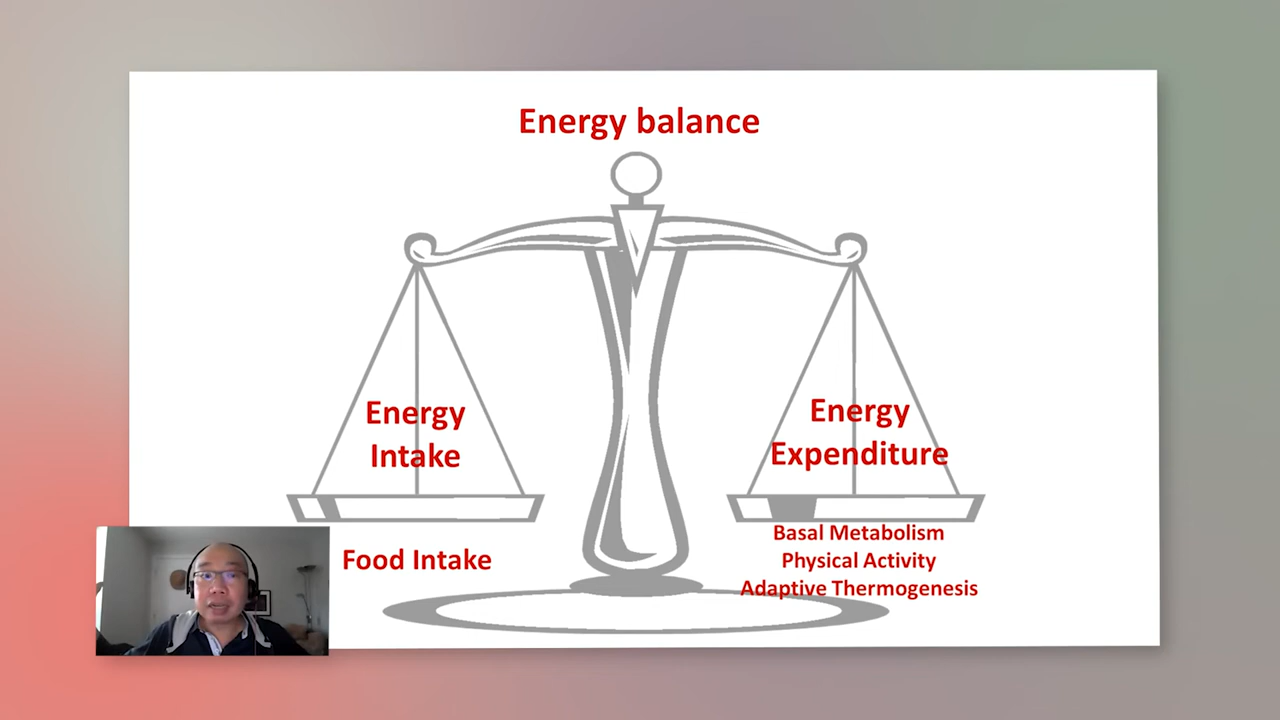 Energy balance
Energy
Intake
Energy
Expenditure
Food Intake
Basal Metabolism
Physical Activity
Adaptive Thermogenesis